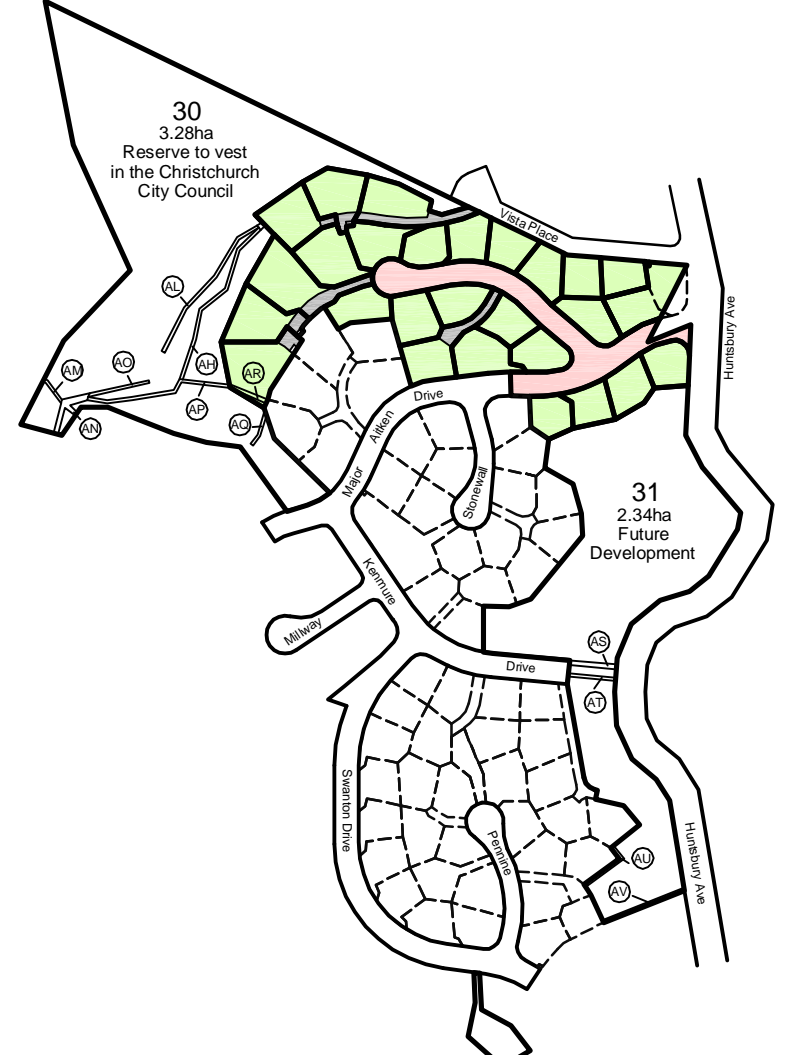 30
3.28ha
Reserve to vest
in the Christchurch
City Council
Vista Place
Huntsbury Ave
AL
AM
AO
AH
AR
AP
AN
AQ
Major Aitken Drive
Stonewall
31
2.34ha
Future
Development
Kenmure Drive
Millway
AS
AT
Swanton Drive
Pennine
Huntsbury Ave
AU
AV